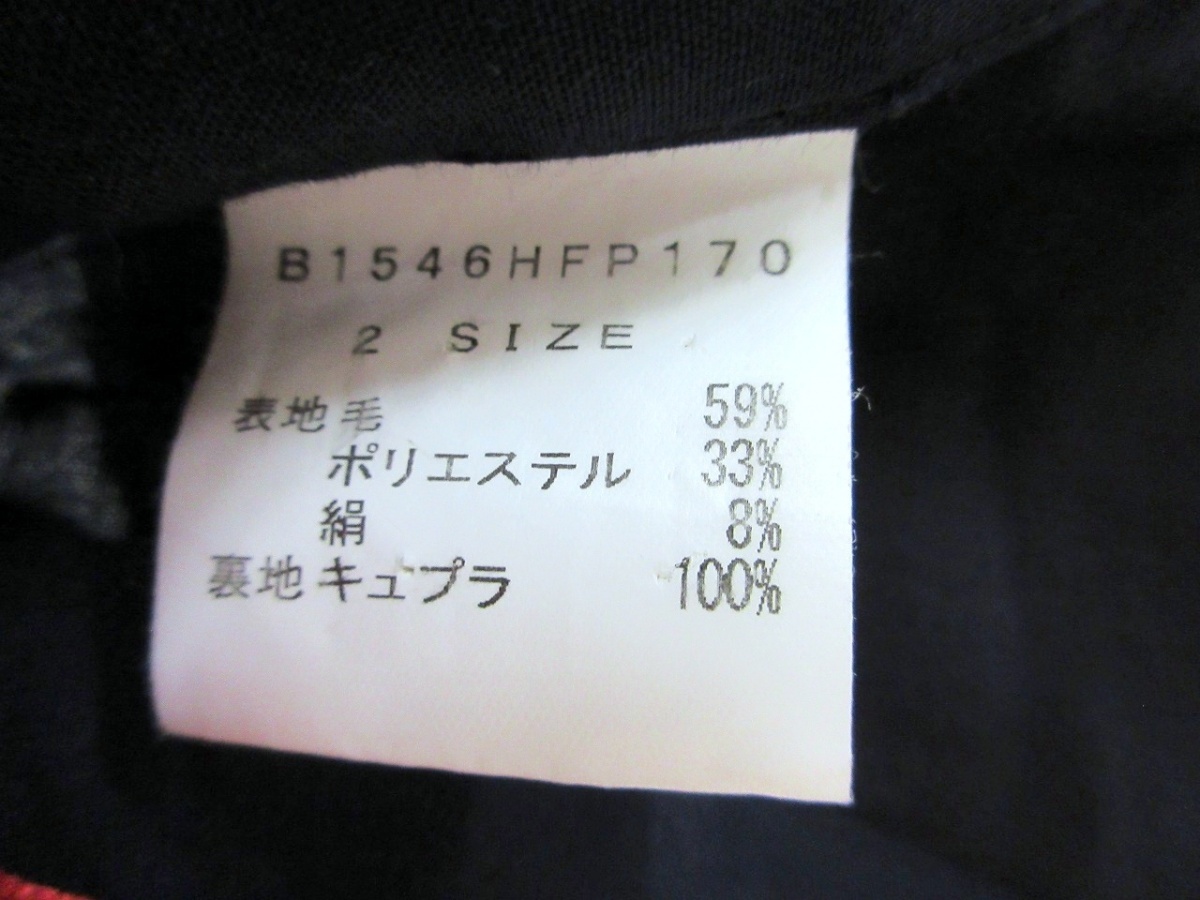 B1546HFP170
2 SIZE
表地 毛 59%
ポリエステル 33%
絹 8%
裏地 キュプラ 100%